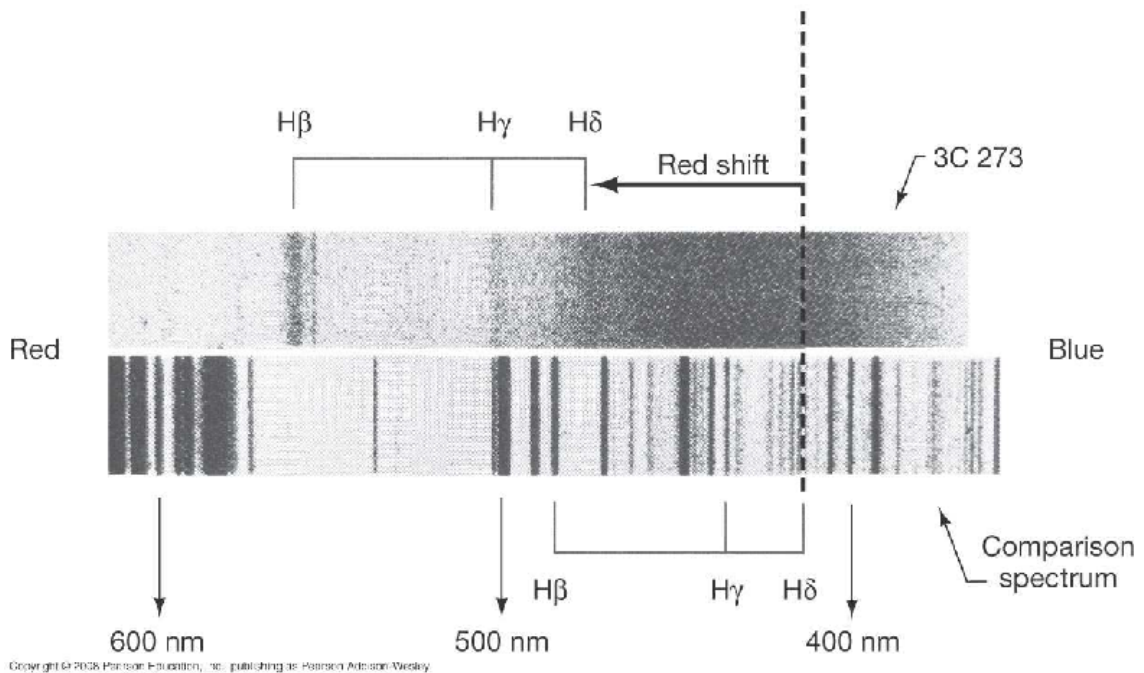 Hβ Hγ Hδ
Red shift
3C 273
Red
Blue
Comparison
spectrum
Hβ Hγ Hδ
600 nm 500 nm 400 nm
Copyright © 2008 Pearson Education, Inc. publishing as Pearson Addison-Wesley